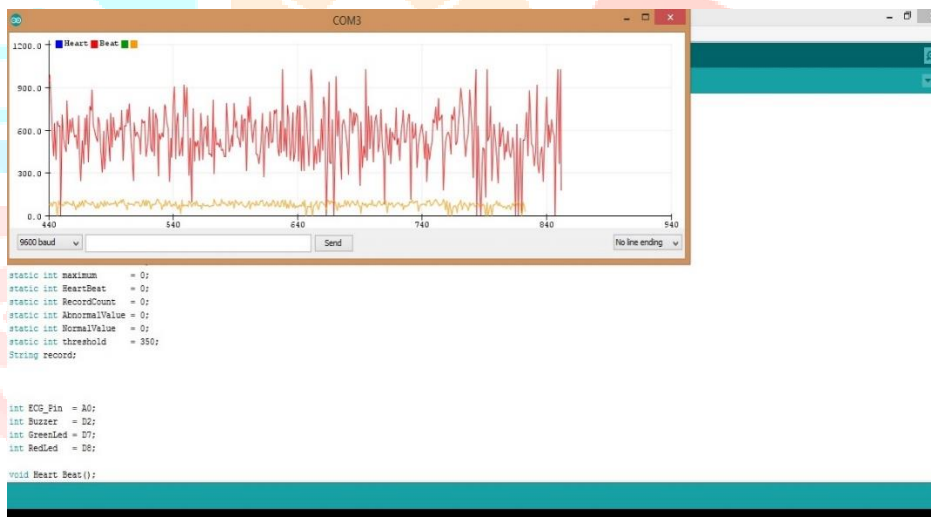 COM3
Heart Beat
1200.0
900.0
600.0
300.0
0.0
440 540 640 740 840 940
9600 baud Send No line ending
static int maximum = 0;
static int HeartBeat = 0;
static int RecordCount = 0;
static int AbnormalValue = 0;
static int NormalValue = 0;
static int threshold = 350;
String record;
int ECG_Pin = A0;
int Buzzer = D2;
int GreenLed = D7;
int RedLed = D8;
void Heart_Beat();